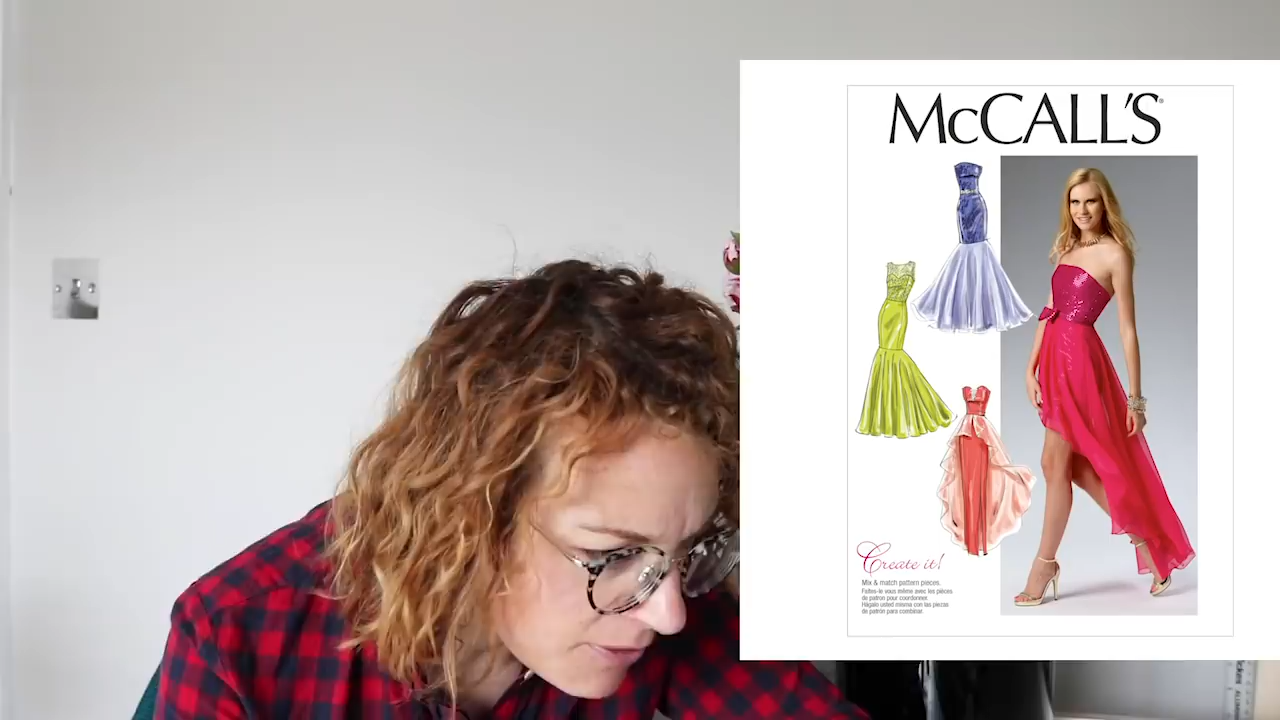 McCALL'S
Create it!
Mix & match pattern pieces.
Faites-le vous même avec les pièces
de patron pour coordonner.
Hágalo usted misma con las piezas
de patrón para combinar.